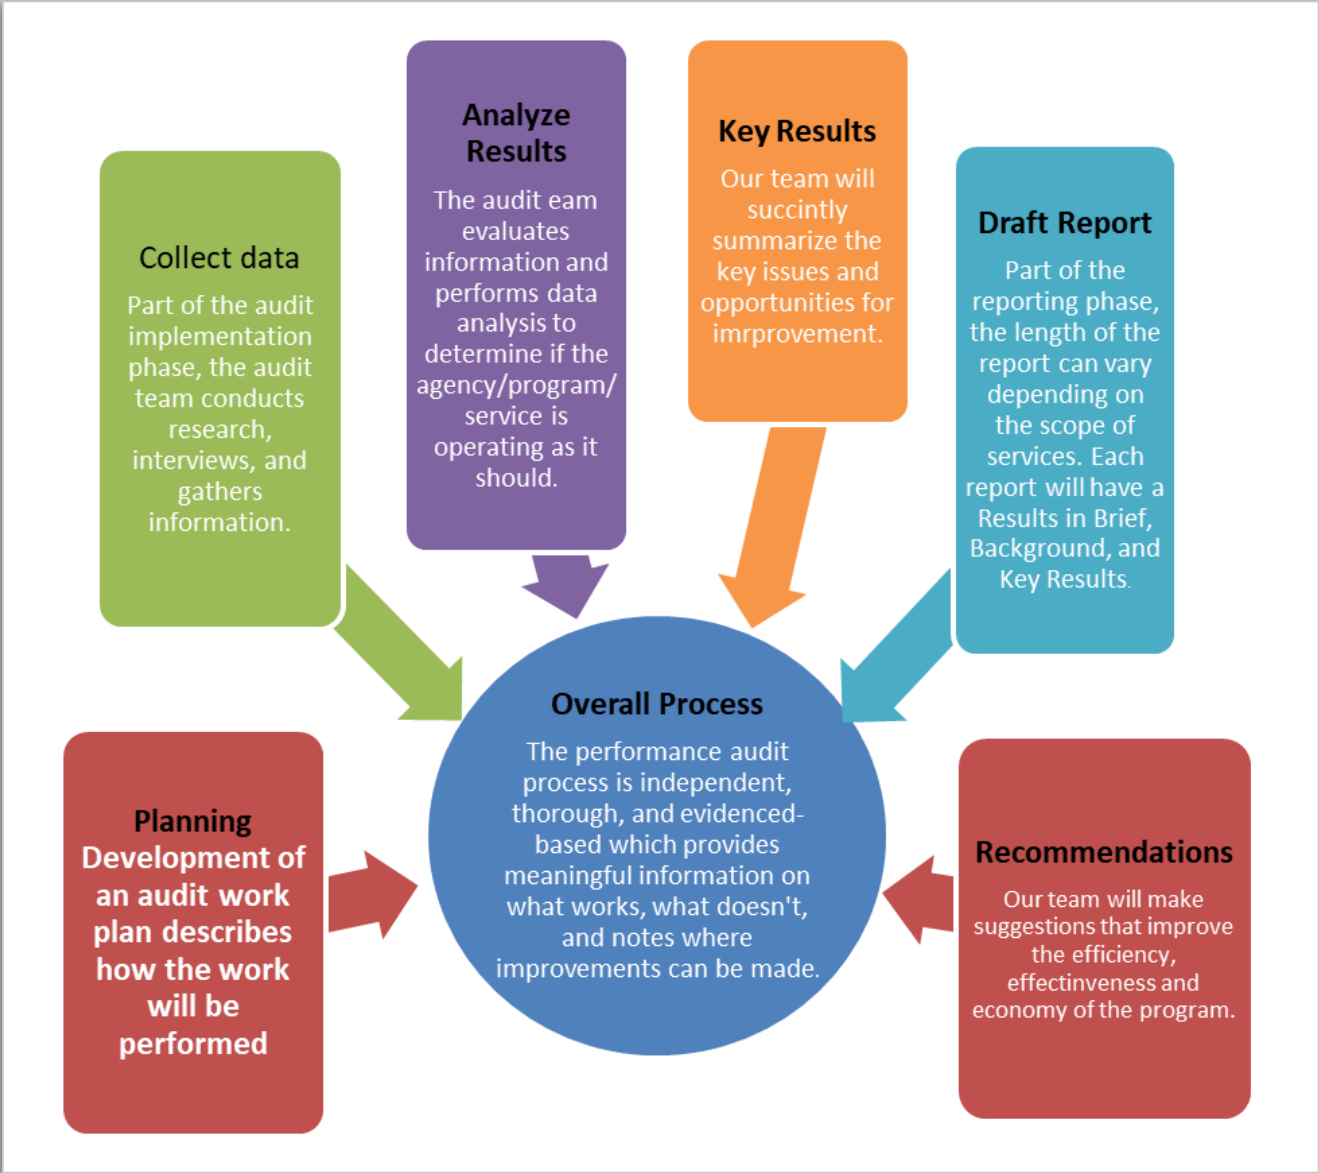 Analyze
Results
The audit eam
evaluates
information and
performs data
analysis to
determine if the
agency/program/
service is
operating as it
should.
Key Results
Our team will
succintly
summarize the
key issues and
opportunities for
imrprovement.
Collect data
Part of the audit
implementation
phase, the audit
team conducts
research,
interviews, and
gathers
information.
Draft Report
Part of the
reporting phase,
the length of the
report can vary
depending on
the scope of
services. Each
report will have a
Results in Brief,
Background, and
Key Results.
Overall Process
The performance audit
process is independent,
thorough, and evidenced-
based which provides
meaningful information on
what works, what doesn't,
and notes where
improvements can be made.
Planning
Development of
an audit work
plan describes
how the work
will be
performed
Recommendations
Our team will make
suggestions that improve
the efficiency,
effectinveness and
economy of the program.